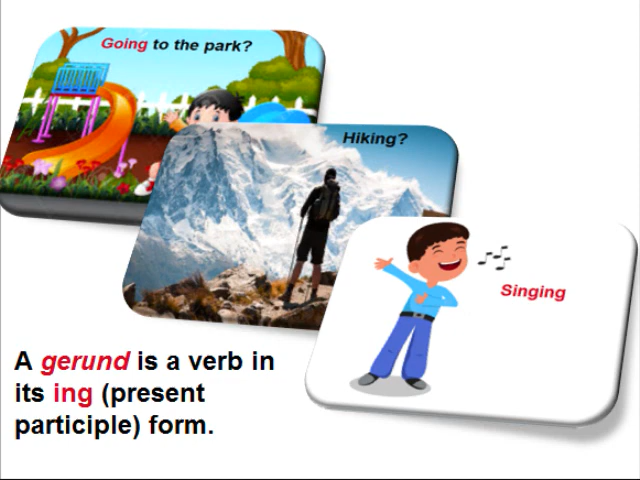 Going to the park?
Hiking?
Singing
A gerund is a verb in
its ing (present
participle) form.